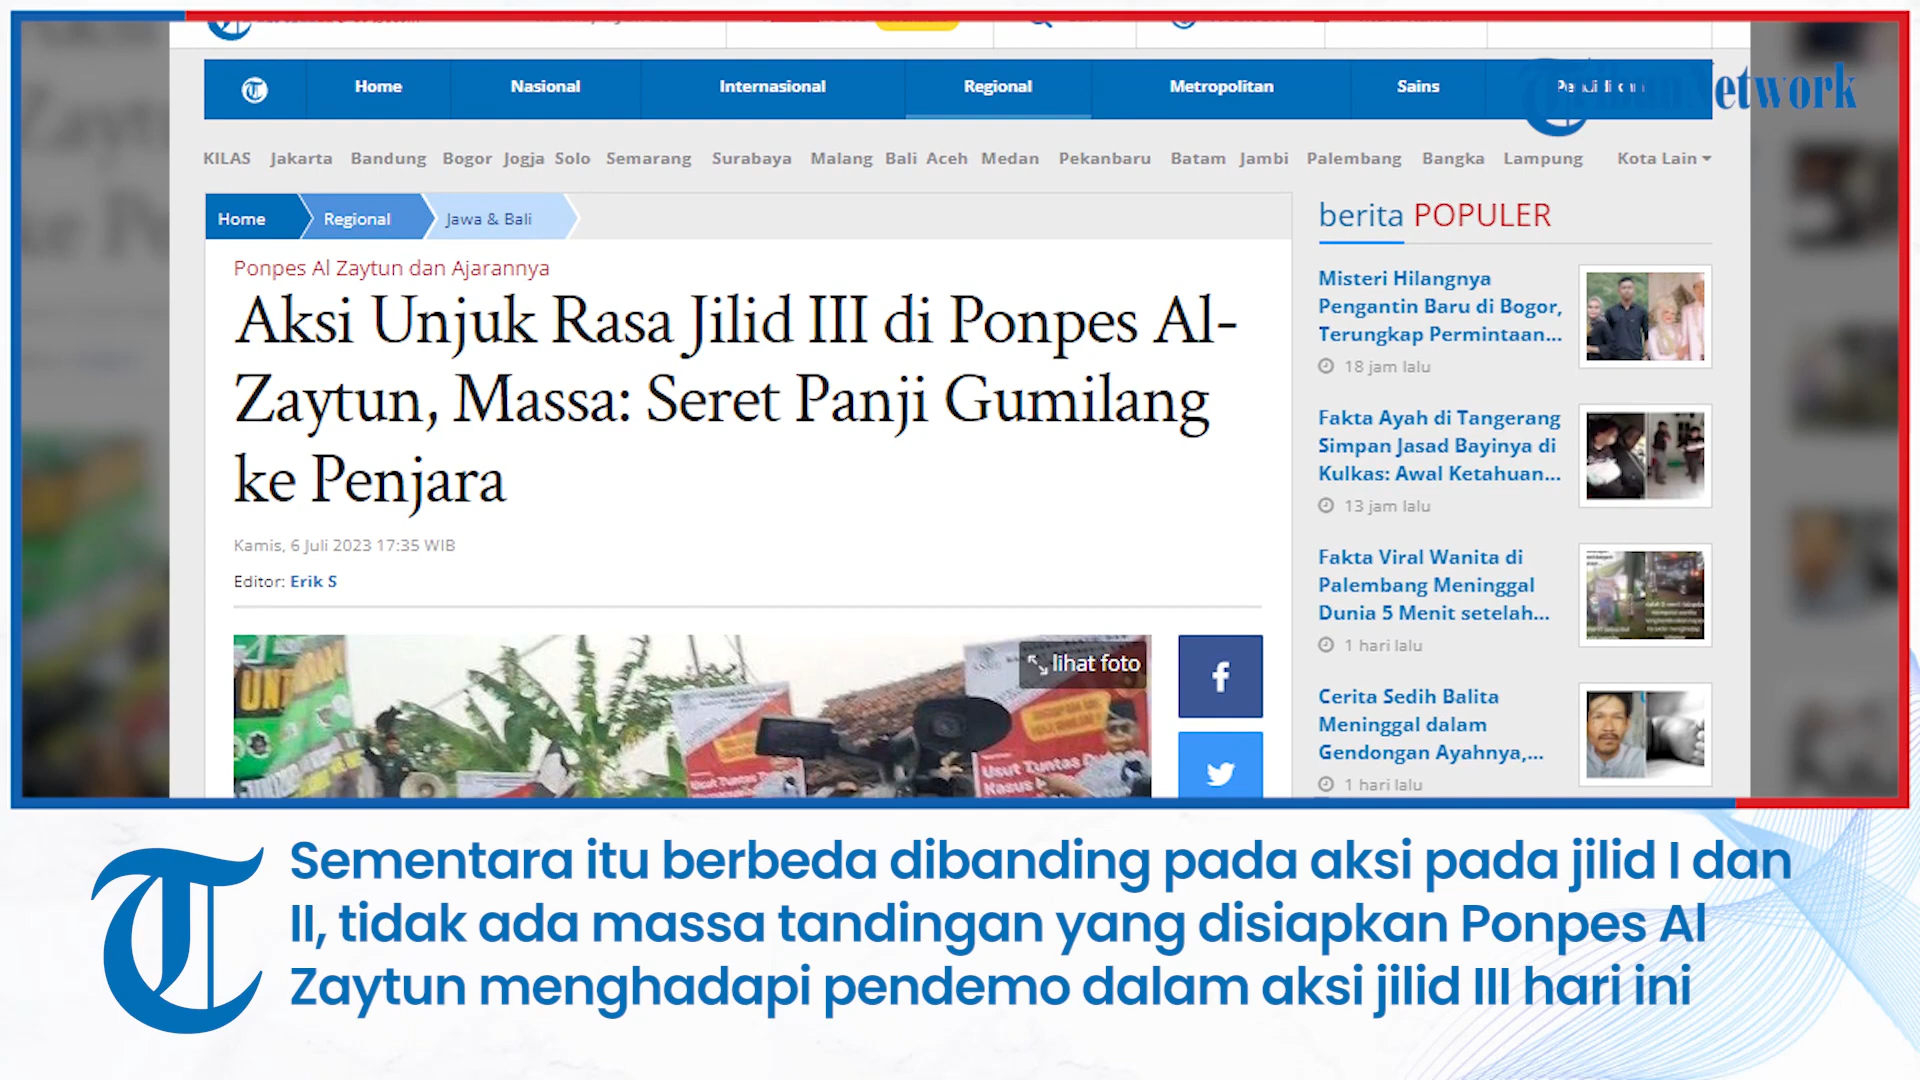 Home Nasional Internasional Regional Metropolitan Sains
TribunNetwork
KILAS Jakarta Bandung Bogor Jogja Solo Semarang Surabaya Malang Bali Aceh Medan Pekanbaru Batam Jambi Palembang Bangka Lampung Kota Lain
Home Regional Jawa & Bali
Ponpes Al Zaytun dan Ajarannya
Aksi Unjuk Rasa Jilid III di Ponpes Al-
Zaytun, Massa: Seret Panji Gumilang
ke Penjara
Kamis, 6 Juli 2023 17:35 WIB
Editor: Erik S
lihat foto
Usut Tuntas
Usut Tuntas
Kasus
berita POPULER
Misteri Hilangnya
Pengantin Baru di Bogor,
Terungkap Permintaan...
18 jam lalu
Fakta Ayah di Tangerang
Simpan Jasad Bayinya di
Kulkas: Awal Ketahuan...
13 jam lalu
Fakta Viral Wanita di
Palembang Meninggal
Dunia 5 Menit setelah...
1 hari lalu
Cerita Sedih Balita
Meninggal dalam
Gendongan Ayahnya,...
1 hari lalu
Sementara itu berbeda dibanding pada aksi pada jilid I dan
II, tidak ada massa tandingan yang disiapkan Ponpes Al
Zaytun menghadapi pendemo dalam aksi jilid III hari ini